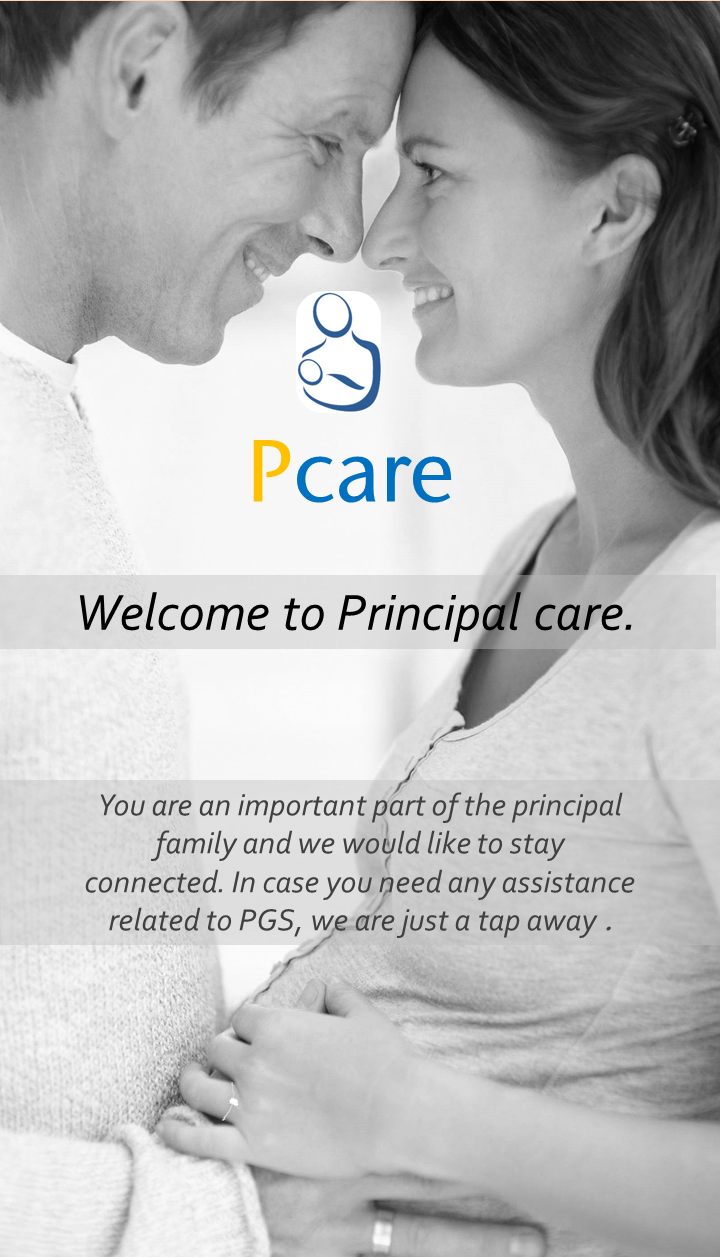 Pcare
Welcome to Principal care.
You are an important part of the principal
family and we would like to stay
connected. In case you need any assistance
related to PGS, we are just a tap away .